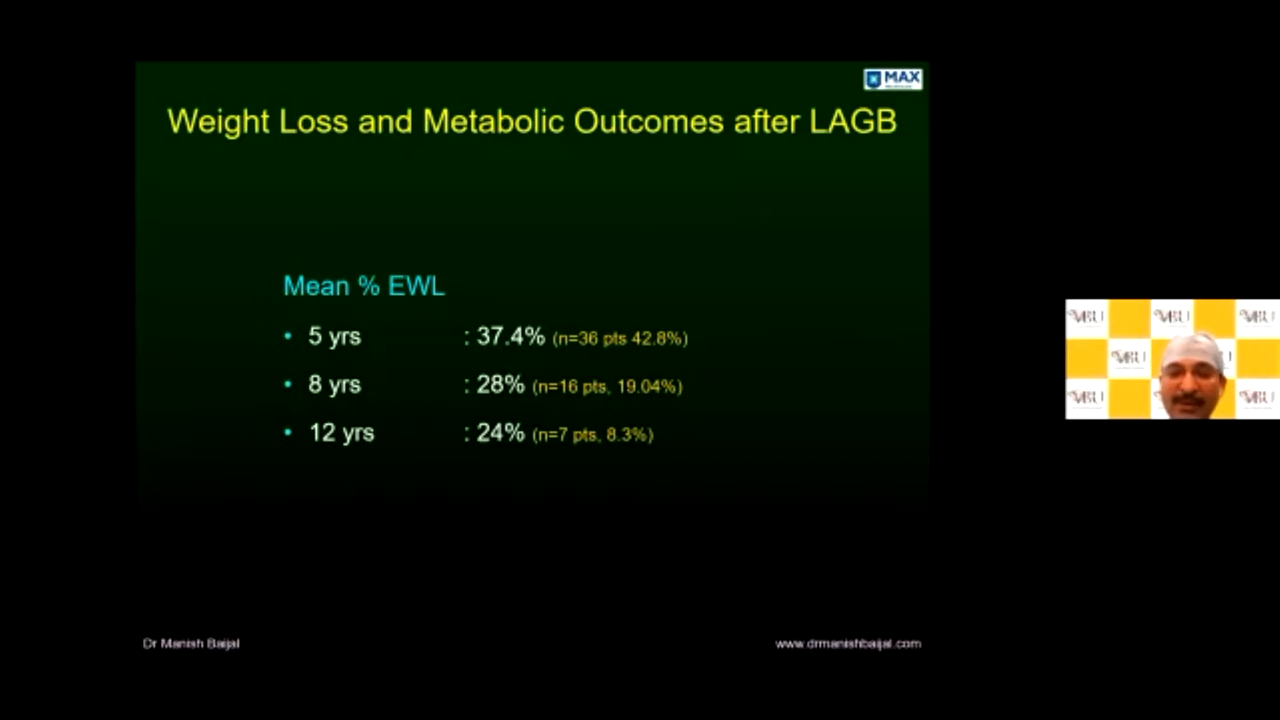 MAX
Weight Loss and Metabolic Outcomes after LAGB
Mean % EWL
• 5 yrs : 37.4% (n=36 pts 42.8%)
• 8 yrs : 28% (n=16 pts, 19.04%)
• 12 yrs : 24% (n=7 pts, 8.3%)
Dr Manish Baijal
www.drmanishbaijal.com